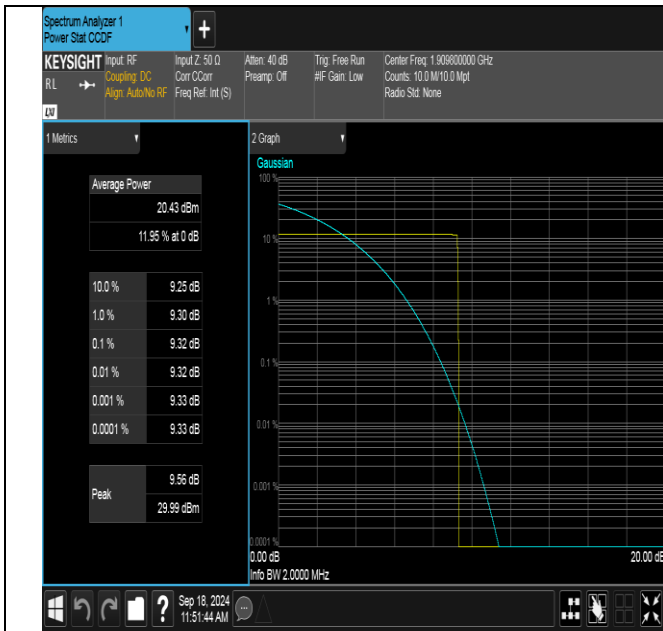 Spectrum Analyzer 1
Power Stat CCDF
KEYSIGHT
RL
LXI
Input: RF
Coupling: DC
Align: Auto/No RF
Input Z: 50 Ω
Corr CCorr
Freq Ref: Int (S)
Atten: 40 dB
Preamp: Off
Trig: Free Run
#IF Gain: Low
Center Freq: 1.909800000 GHz
Counts: 10.0 M/10.0 Mpt
Radio Std: None
1 Metrics
Average Power
20.43 dBm
11.95 % at 0 dB
10.0 % 9.25 dB
1.0 % 9.30 dB
0.1 % 9.32 dB
0.01 % 9.32 dB
0.001 % 9.33 dB
0.0001 % 9.33 dB
Peak
9.56 dB
29.99 dBm
2 Graph
Gaussian
100 %
10 %
1 %
0.1 %
0.01 %
0.001 %
0.0001 %
0.00 dB 20.00 dB
Info BW 2.0000 MHz
Sep 18, 2024
11:51:44 AM